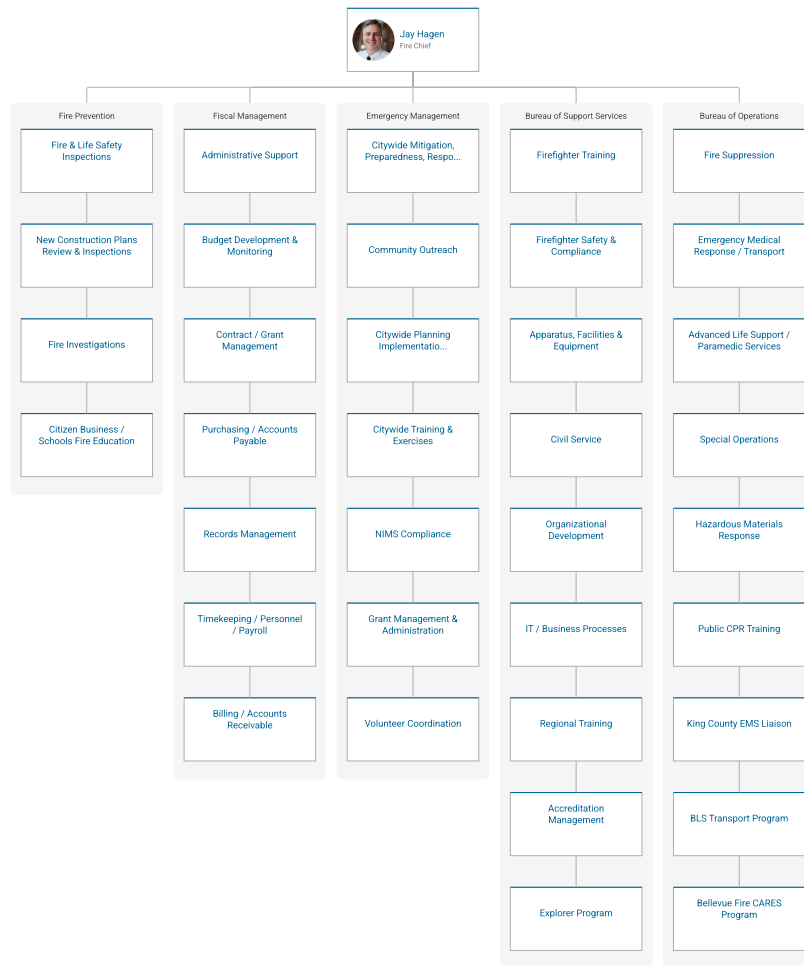 Jay Hagen
Fire Chief
Fire Prevention
Fire & Life Safety
Inspections
New Construction Plans
Review & Inspections
Fire Investigations
Citizen Business /
Schools Fire Education
Fiscal Management
Administrative Support
Budget Development &
Monitoring
Contract / Grant
Management
Purchasing / Accounts
Payable
Records Management
Timekeeping / Personnel
/ Payroll
Billing / Accounts
Receivable
Emergency Management
Citywide Mitigation,
Preparedness, Respo...
Community Outreach
Citywide Planning
Implementatio...
Citywide Training &
Exercises
NIMS Compliance
Grant Management &
Administration
Volunteer Coordination
Bureau of Support Services
Firefighter Training
Firefighter Safety &
Compliance
Apparatus, Facilities &
Equipment
Civil Service
Organizational
Development
IT / Business Processes
Regional Training
Accreditation
Management
Explorer Program
Bureau of Operations
Fire Suppression
Emergency Medical
Response / Transport
Advanced Life Support /
Paramedic Services
Special Operations
Hazardous Materials
Response
Public CPR Training
King County EMS Liaison
BLS Transport Program
Bellevue Fire CARES
Program